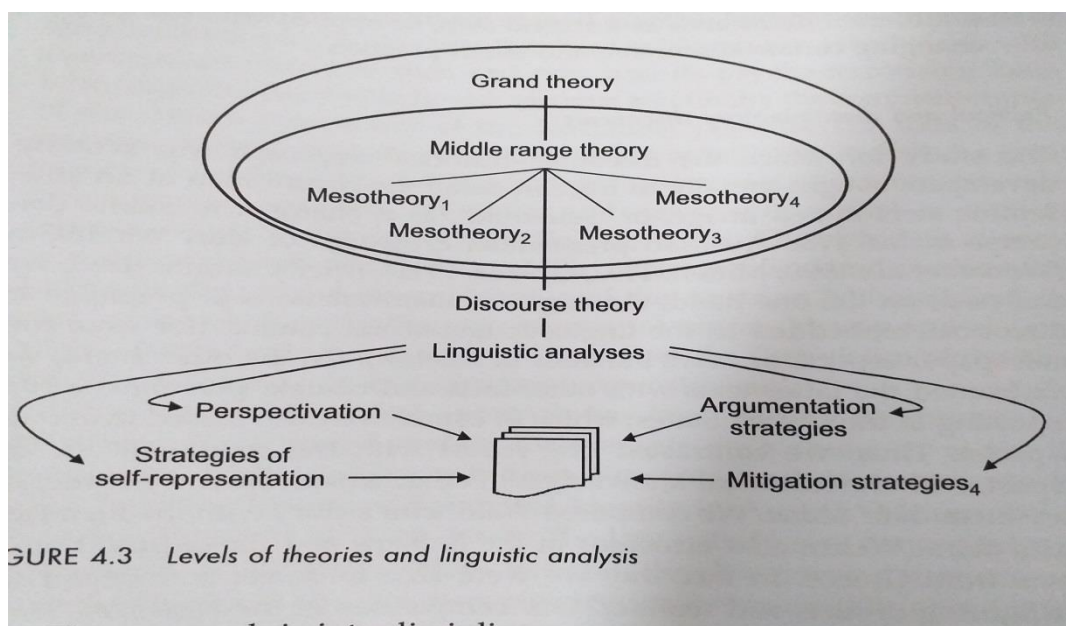 Grand theory
Middle range theory
Mesotheory₁
Mesotheory₄
Mesotheory₂
Mesotheory₃
Discourse theory
Linguistic analyses
Perspectivation
Argumentation
strategies
Strategies of
self-representation
Mitigation strategies₄
GURE 4.3 Levels of theories and linguistic analysis